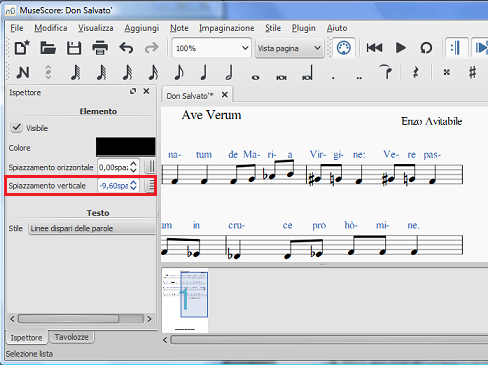 MuseScore: Don Salvato'
File Modifica Visualizza Aggiungi Note Impaginazione Stile Plugin Aiuto
100% Vista pagina
Ispettore
Elemento
Visibile
Colore
Spiazzamento orizzontale 0,00spaz
Spiazzamento verticale -9,60spa
Testo
Stile Linee dispari delle parole
Ispettore Tavolozze
Selezione lista
Don Salvato'*
Ave Verum
Enzo Avitabile
na- tum de Ma- ri- a Vir- gi- ne: Ve- re pas-
um in cru- ce pro hò- mi- ne.
1